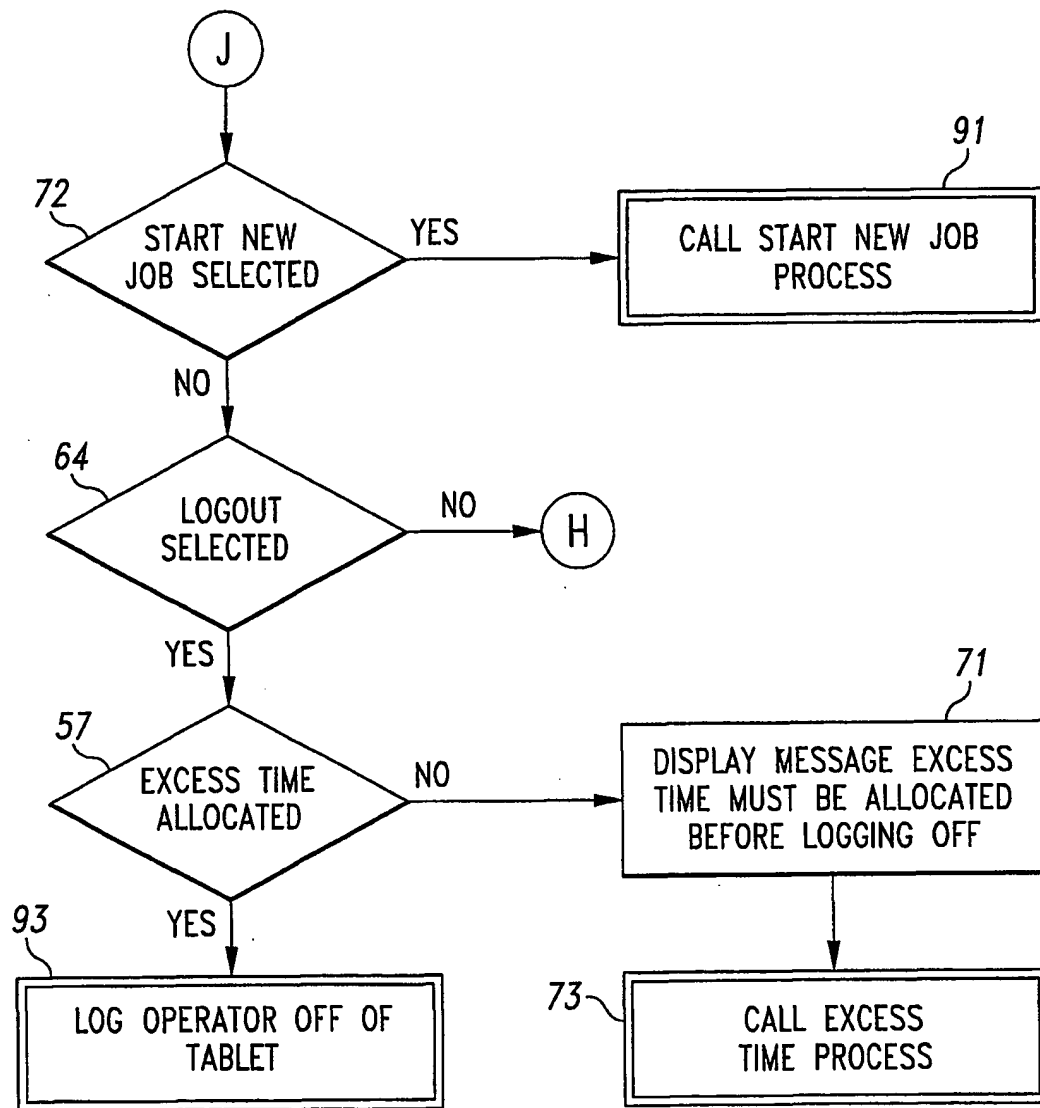 J
72
START NEW
JOB SELECTED
YES
91
CALL START NEW JOB
PROCESS
NO
64
LOGOUT
SELECTED
NO
H
YES
57
EXCESS TIME
ALLOCATED
NO
71
DISPLAY MESSAGE EXCESS
TIME MUST BE ALLOCATED
BEFORE LOGGING OFF
YES
93
LOG OPERATOR OFF OF
TABLET
73
CALL EXCESS
TIME PROCESS